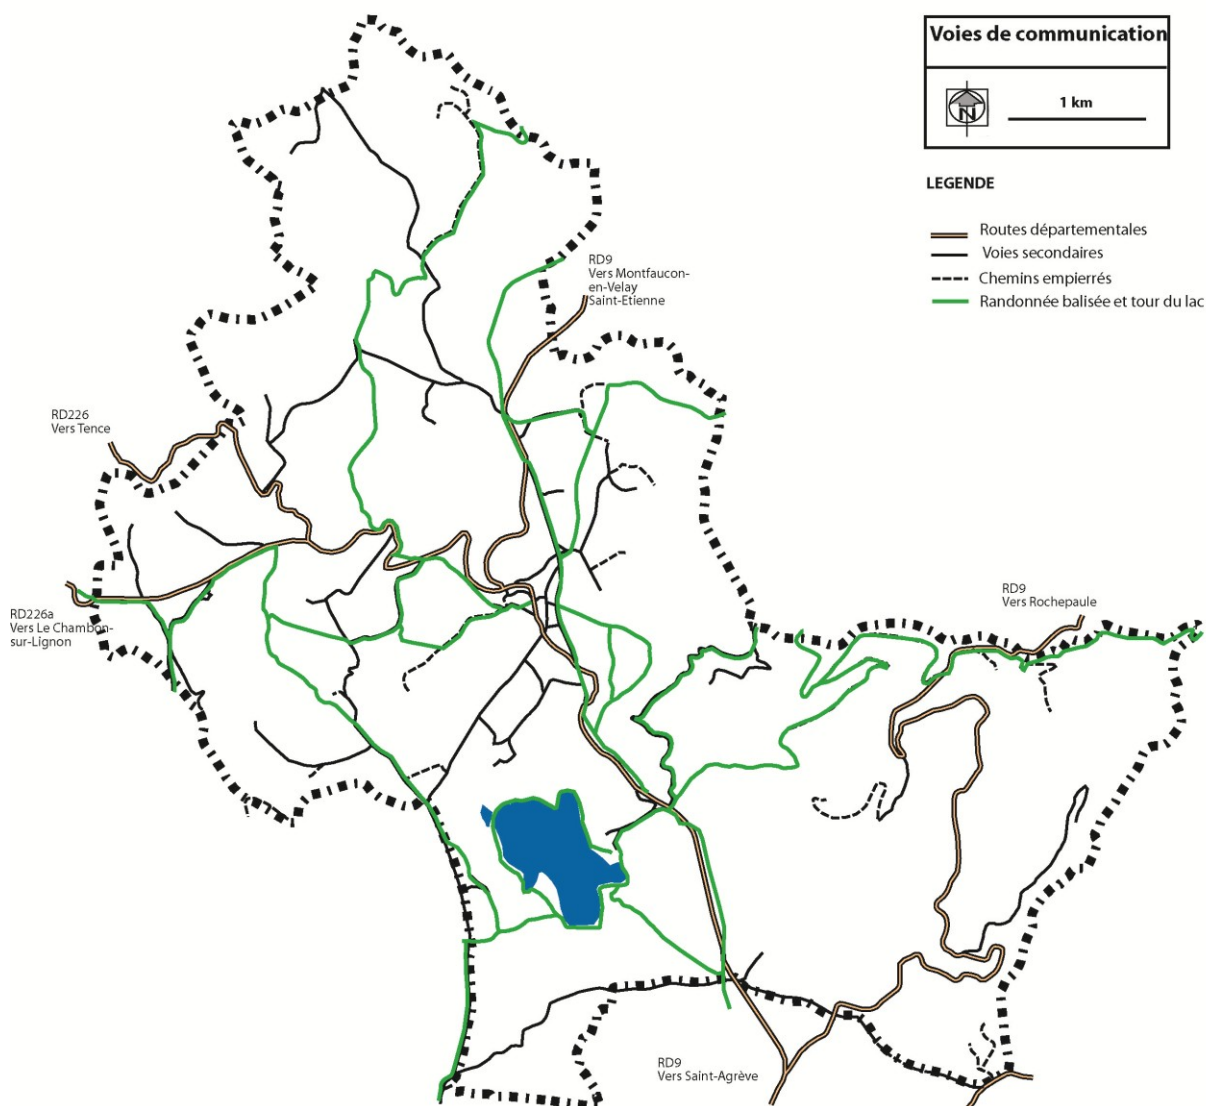 Voies de communication
N
1 km
LEGENDE
Routes départementales
Voies secondaires
Chemins empierrés
Randonnée balisée et tour du lac
RD9
Vers Montfaucon-
en-Velay
Saint-Etienne
RD226
Vers Tence
RD226a
Vers Le Chambon-
sur-Lignon
RD9
Vers Rochepaule
RD9
Vers Saint-Agrève